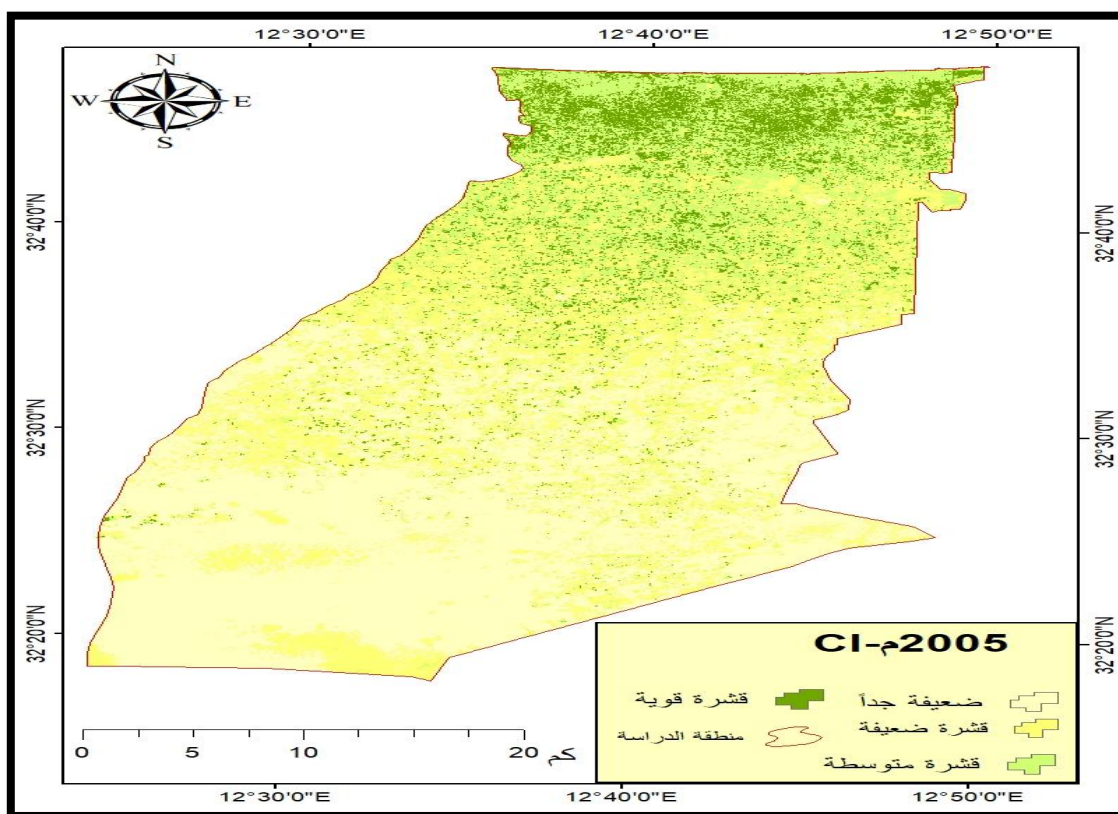 12°30'0"E 12°40'0"E 12°50'0"E
N
W E
S
32°40'0"N 32°40'0"N
32°30'0"N 32°30'0"N
32°20'0"N 32°20'0"N
CI-2005م
ضعيفة جداً قشرة قوية
قشرة ضعيفة منطقة الدراسة
قشرة متوسطة
0 5 10 20 كم
12°30'0"E 12°40'0"E 12°50'0"E